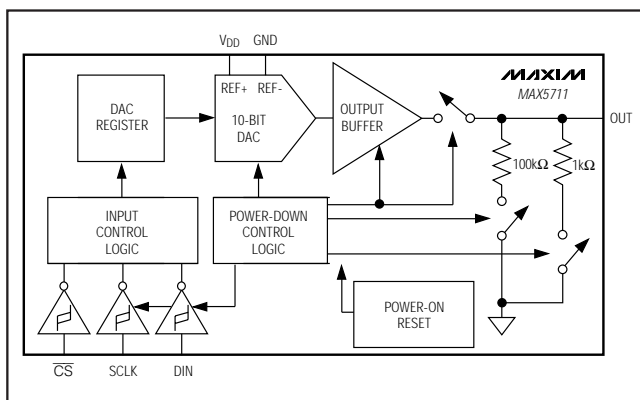 VDD GND
MAXIM
MAX5711
REF+ REF-
DAC
REGISTER
10-BIT
DAC
OUTPUT
BUFFER
OUT
100kΩ
1kΩ
INPUT
CONTROL
LOGIC
POWER-DOWN
CONTROL
LOGIC
POWER-ON
RESET
CS SCLK DIN